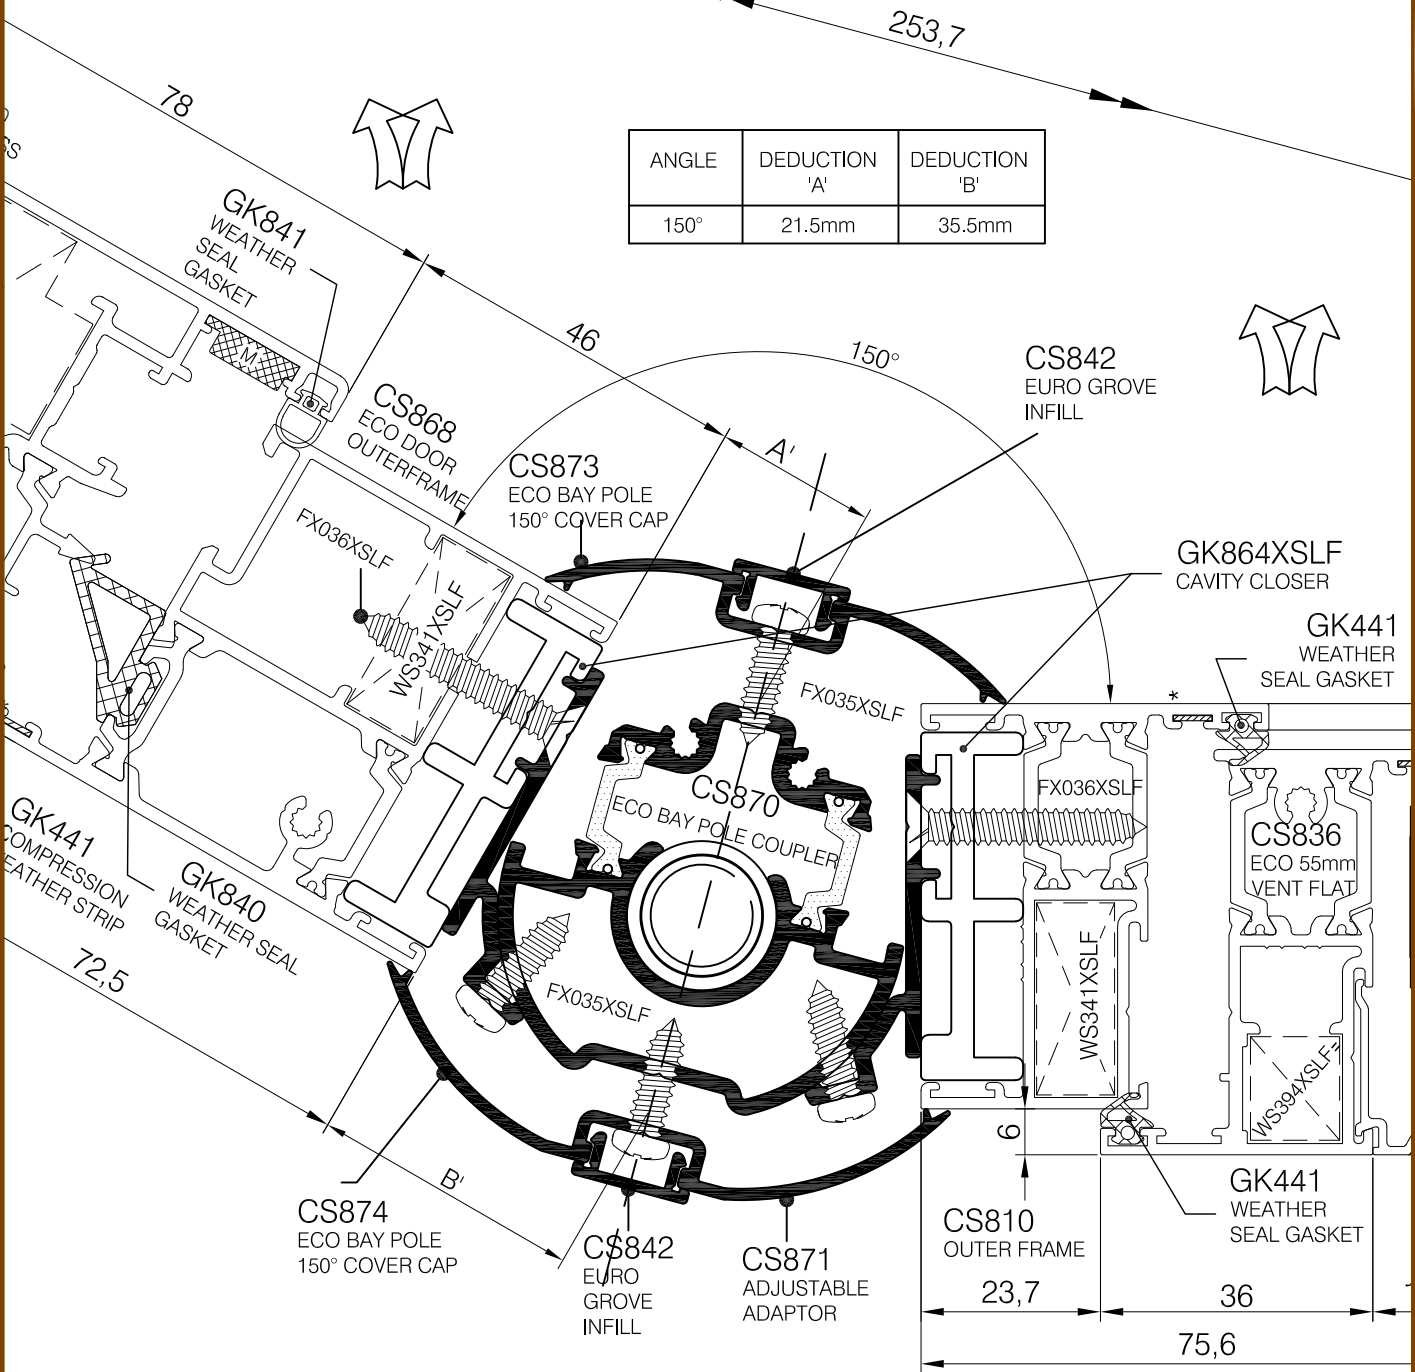 253,7
78
ANGLE DEDUCTION 'A' DEDUCTION 'B'
150° 21.5mm 35.5mm
SS
GK841
WEATHER
SEAL
GASKET
46
150°
A'
M
CS842
EURO GROVE
INFILL
CS868
ECO DOOR
OUTERFRAME
CS873
ECO BAY POLE
150° COVER CAP
GK864XSLF
CAVITY CLOSER
FX036XSLF
WS341XSLF
GK441
WEATHER
SEAL GASKET
*
FX035XSLF
CS870
ECO BAY POLE COUPLER
FX036XSLF
CS836
ECO 55mm
VENT FLAT
GK441
COMPRESSION
EATHER STRIP
GK840
WEATHER SEAL
GASKET
72,5
FX035XSLF
WS341XSLF
WS394XSLF=
6
B'
CS874
ECO BAY POLE
150° COVER CAP
CS842
EURO
GROVE
INFILL
CS871
ADJUSTABLE
ADAPTOR
CS810
OUTER FRAME
GK441
WEATHER
SEAL GASKET
23,7
36
75,6